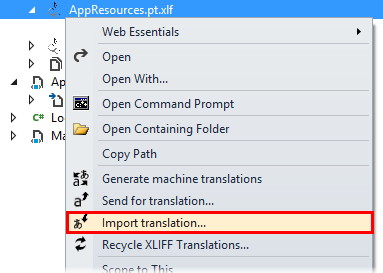 AppResources.pt.xlf
Web Essentials
Open
Open With...
Ap
Open Command Prompt
Lo
Open Containing Folder
Ma
Copy Path
Generate machine translations
Send for translation...
Import translation...
Recycle XLIFF Translations...
Scope to This